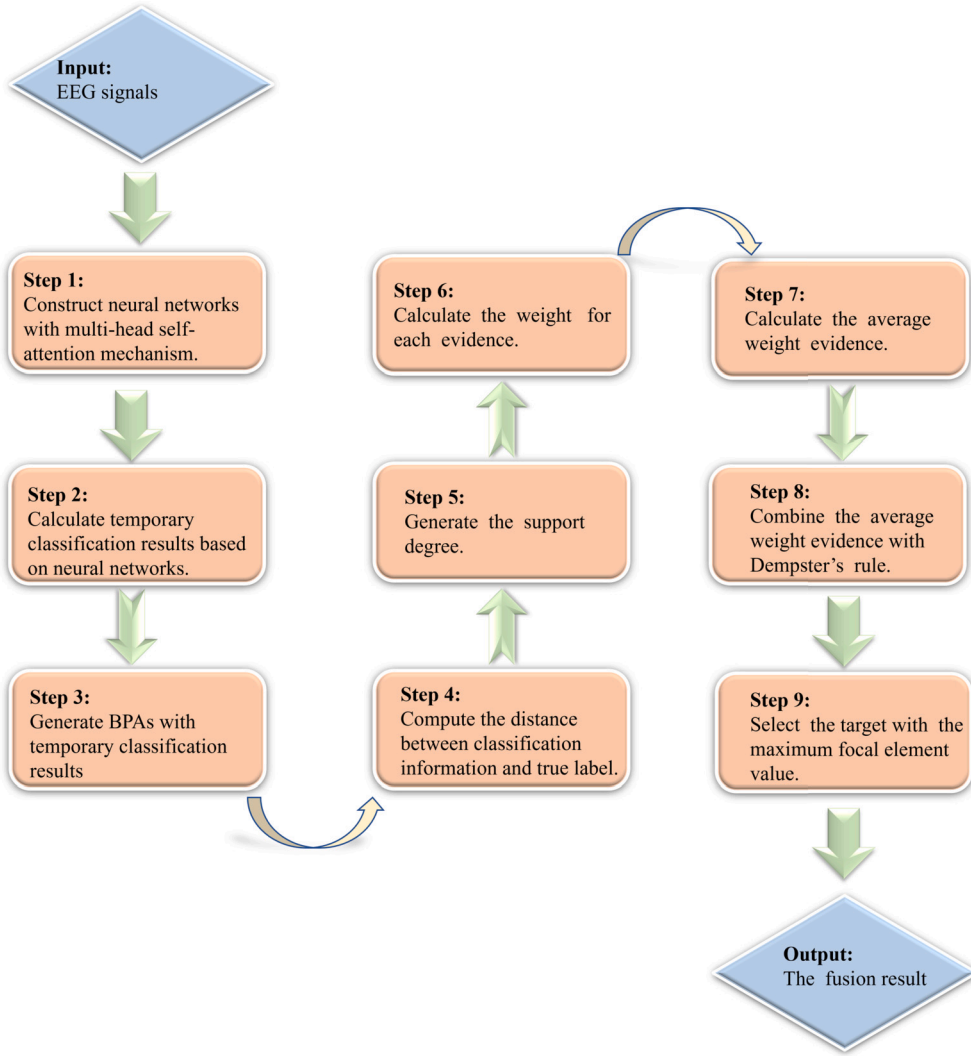 Input:
EEG signals
Step 1:
Construct neural networks
with multi-head self-
attention mechanism.
Step 2:
Calculate temporary
classification results based
on neural networks.
Step 3:
Generate BPAs with
temporary classification
results
Step 4:
Compute the distance
between classification
information and true label.
Step 5:
Generate the support
degree.
Step 6:
Calculate the weight for
each evidence.
Step 7:
Calculate the average
weight evidence.
Step 8:
Combine the average
weight evidence with
Dempster’s rule.
Step 9:
Select the target with the
maximum focal element
value.
Output:
The fusion result